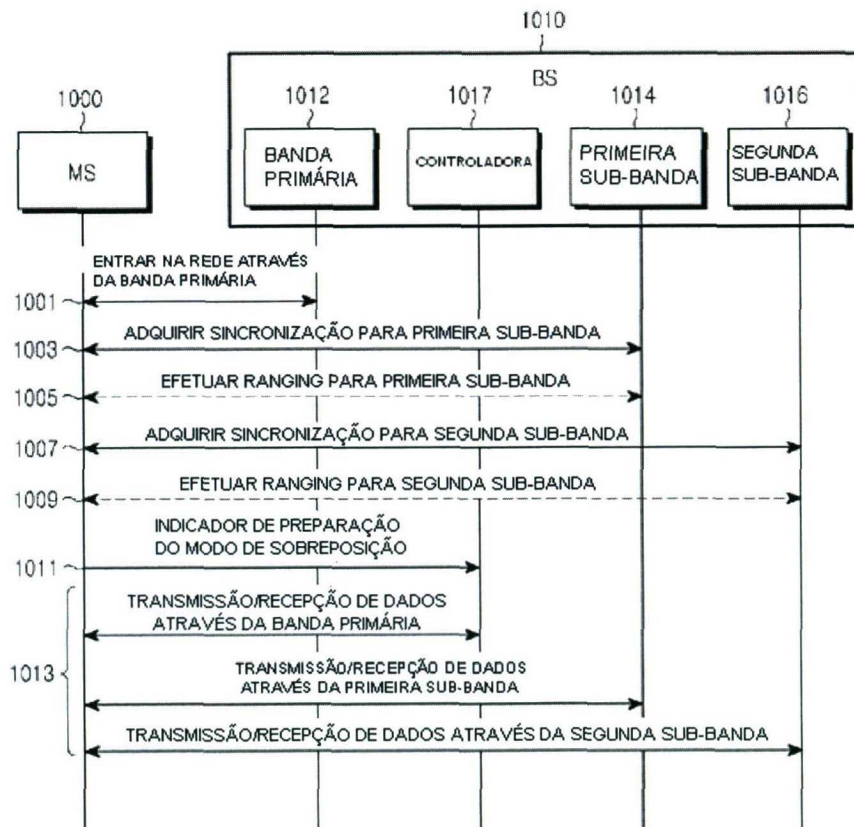 1010
BS
1000
1012
1017
1014
1016
MS
BANDA
PRIMÁRIA
CONTROLADORA
PRIMEIRA
SUB-BANDA
SEGUNDA
SUB-BANDA
ENTRAR NA REDE ATRAVÉS
DA BANDA PRIMÁRIA
1001
ADQUIRIR SINCRONIZAÇÃO PARA PRIMEIRA SUB-BANDA
1003
EFETUAR RANGING PARA PRIMEIRA SUB-BANDA
1005
ADQUIRIR SINCRONIZAÇÃO PARA SEGUNDA SUB-BANDA
1007
EFETUAR RANGING PARA SEGUNDA SUB-BANDA
1009
INDICADOR DE PREPARAÇÃO
DO MODO DE SOBREPOSIÇÃO
1011
TRANSMISSÃO/RECEPÇÃO DE DADOS
ATRAVÉS DA BANDA PRIMÁRIA
1013
TRANSMISSÃO/RECEPÇÃO DE DADOS
ATRAVÉS DA PRIMEIRA SUB-BANDA
TRANSMISSÃO/RECEPÇÃO DE DADOS ATRAVÉS DA SEGUNDA SUB-BANDA